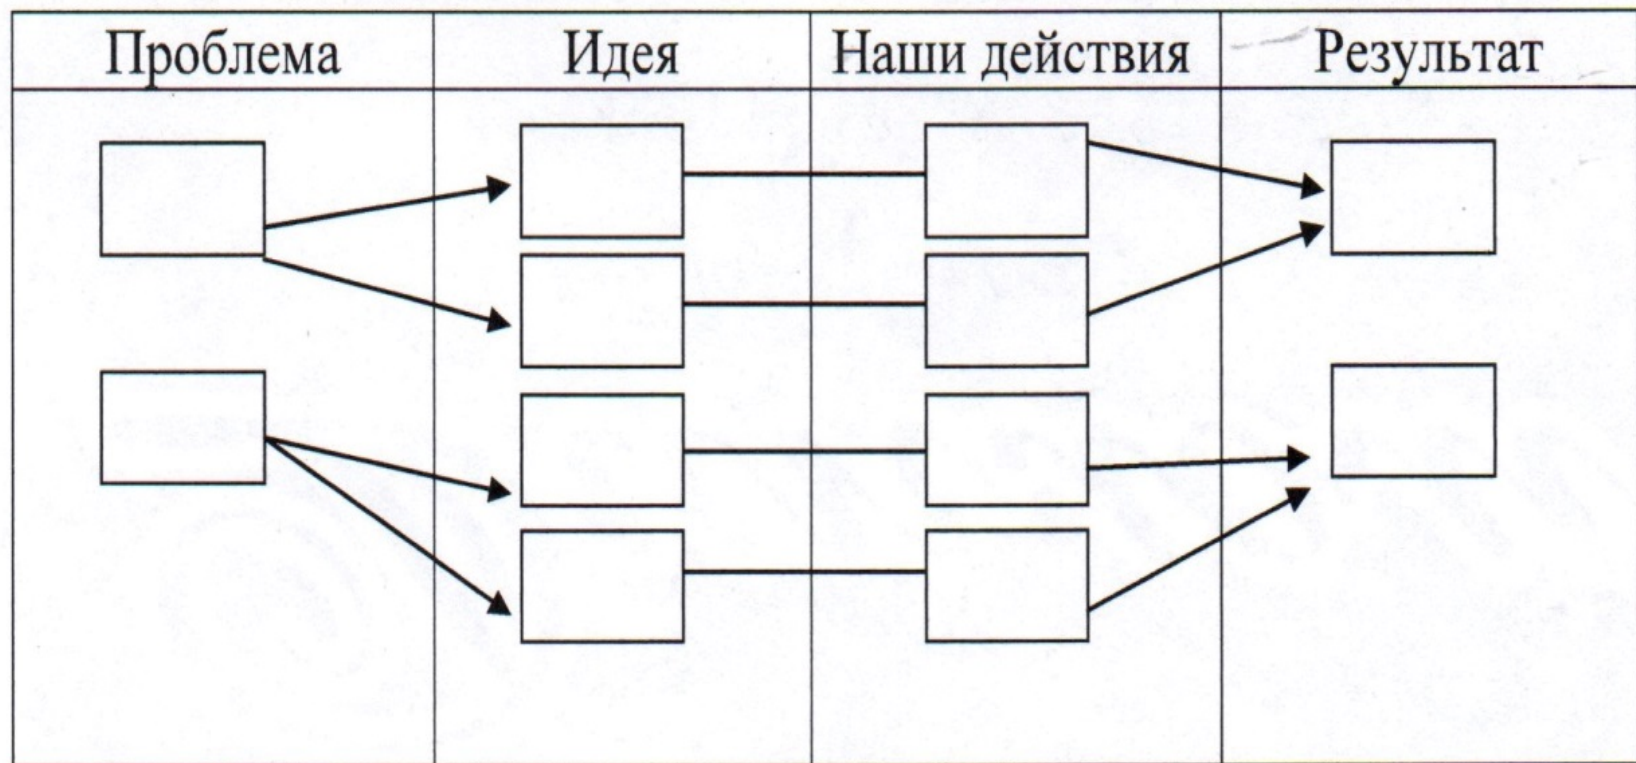 Проблема
Идея
Наши действия
Результат